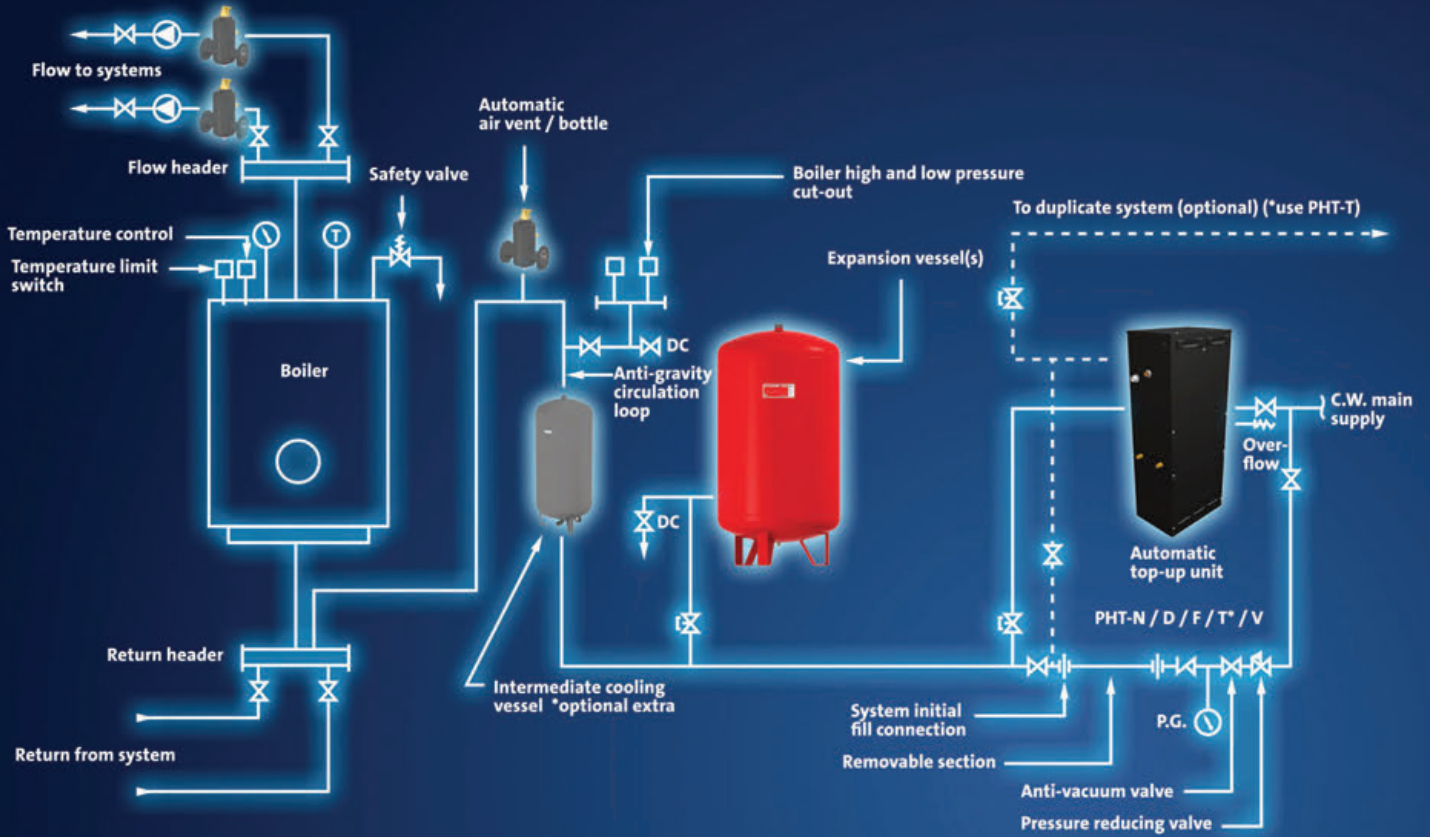 Flow to systems
Automatic
air vent / bottle
Flow header
Safety valve
Boiler high and low pressure
cut-out
To duplicate system (optional) (*use PHT-T)
Temperature control
T
Temperature limit
switch
Expansion vessel(s)
Boiler
DC
Anti-gravity
circulation
loop
C.W. main
supply
Over-
flow
DC
Automatic
top-up unit
PHT-N / D / F / T* / V
Return header
Intermediate cooling
vessel *optional extra
System initial
fill connection
P.G.
Return from system
Removable section
Anti-vacuum valve
Pressure reducing valve